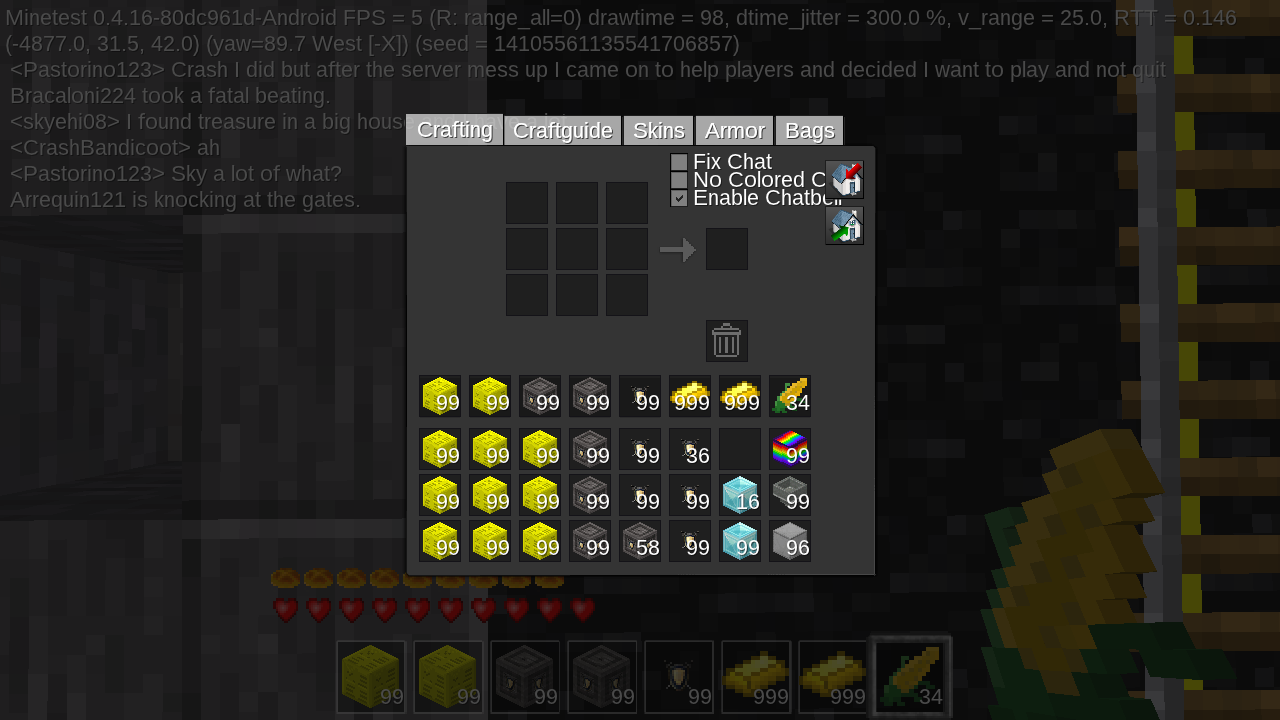 Minetest 0.4.16-80dc961d-Android FPS = 5 (R: range_all=0) drawtime = 98, dtime_jitter = 300.0 %, v_range = 25.0, RTT = 0.146
(-4877.0, 31.5, 42.0) (yaw=89.7 West [-X]) (seed = 14105561135541706857)
<Pastorino123> Crash I did but after the server mess up I came on to help players and decided I want to play and not quit
Bracaloni224 took a fatal beating.
<skyehi08> I found treasure in a big house
<CrashBandicoot> ah
<Pastorino123> Sky a lot of what?
Arrequin121 is knocking at the gates.
Crafting Craftguide Skins Armor Bags
Fix Chat
No Colored C
Enable Chatbell
99 99 99 99 99 999 999 34
99 99 99 99 99 36 99
99 99 99 99 99 99 16 99
99 99 99 99 58 99 99 96
99 99 99 99 99 999 999 34